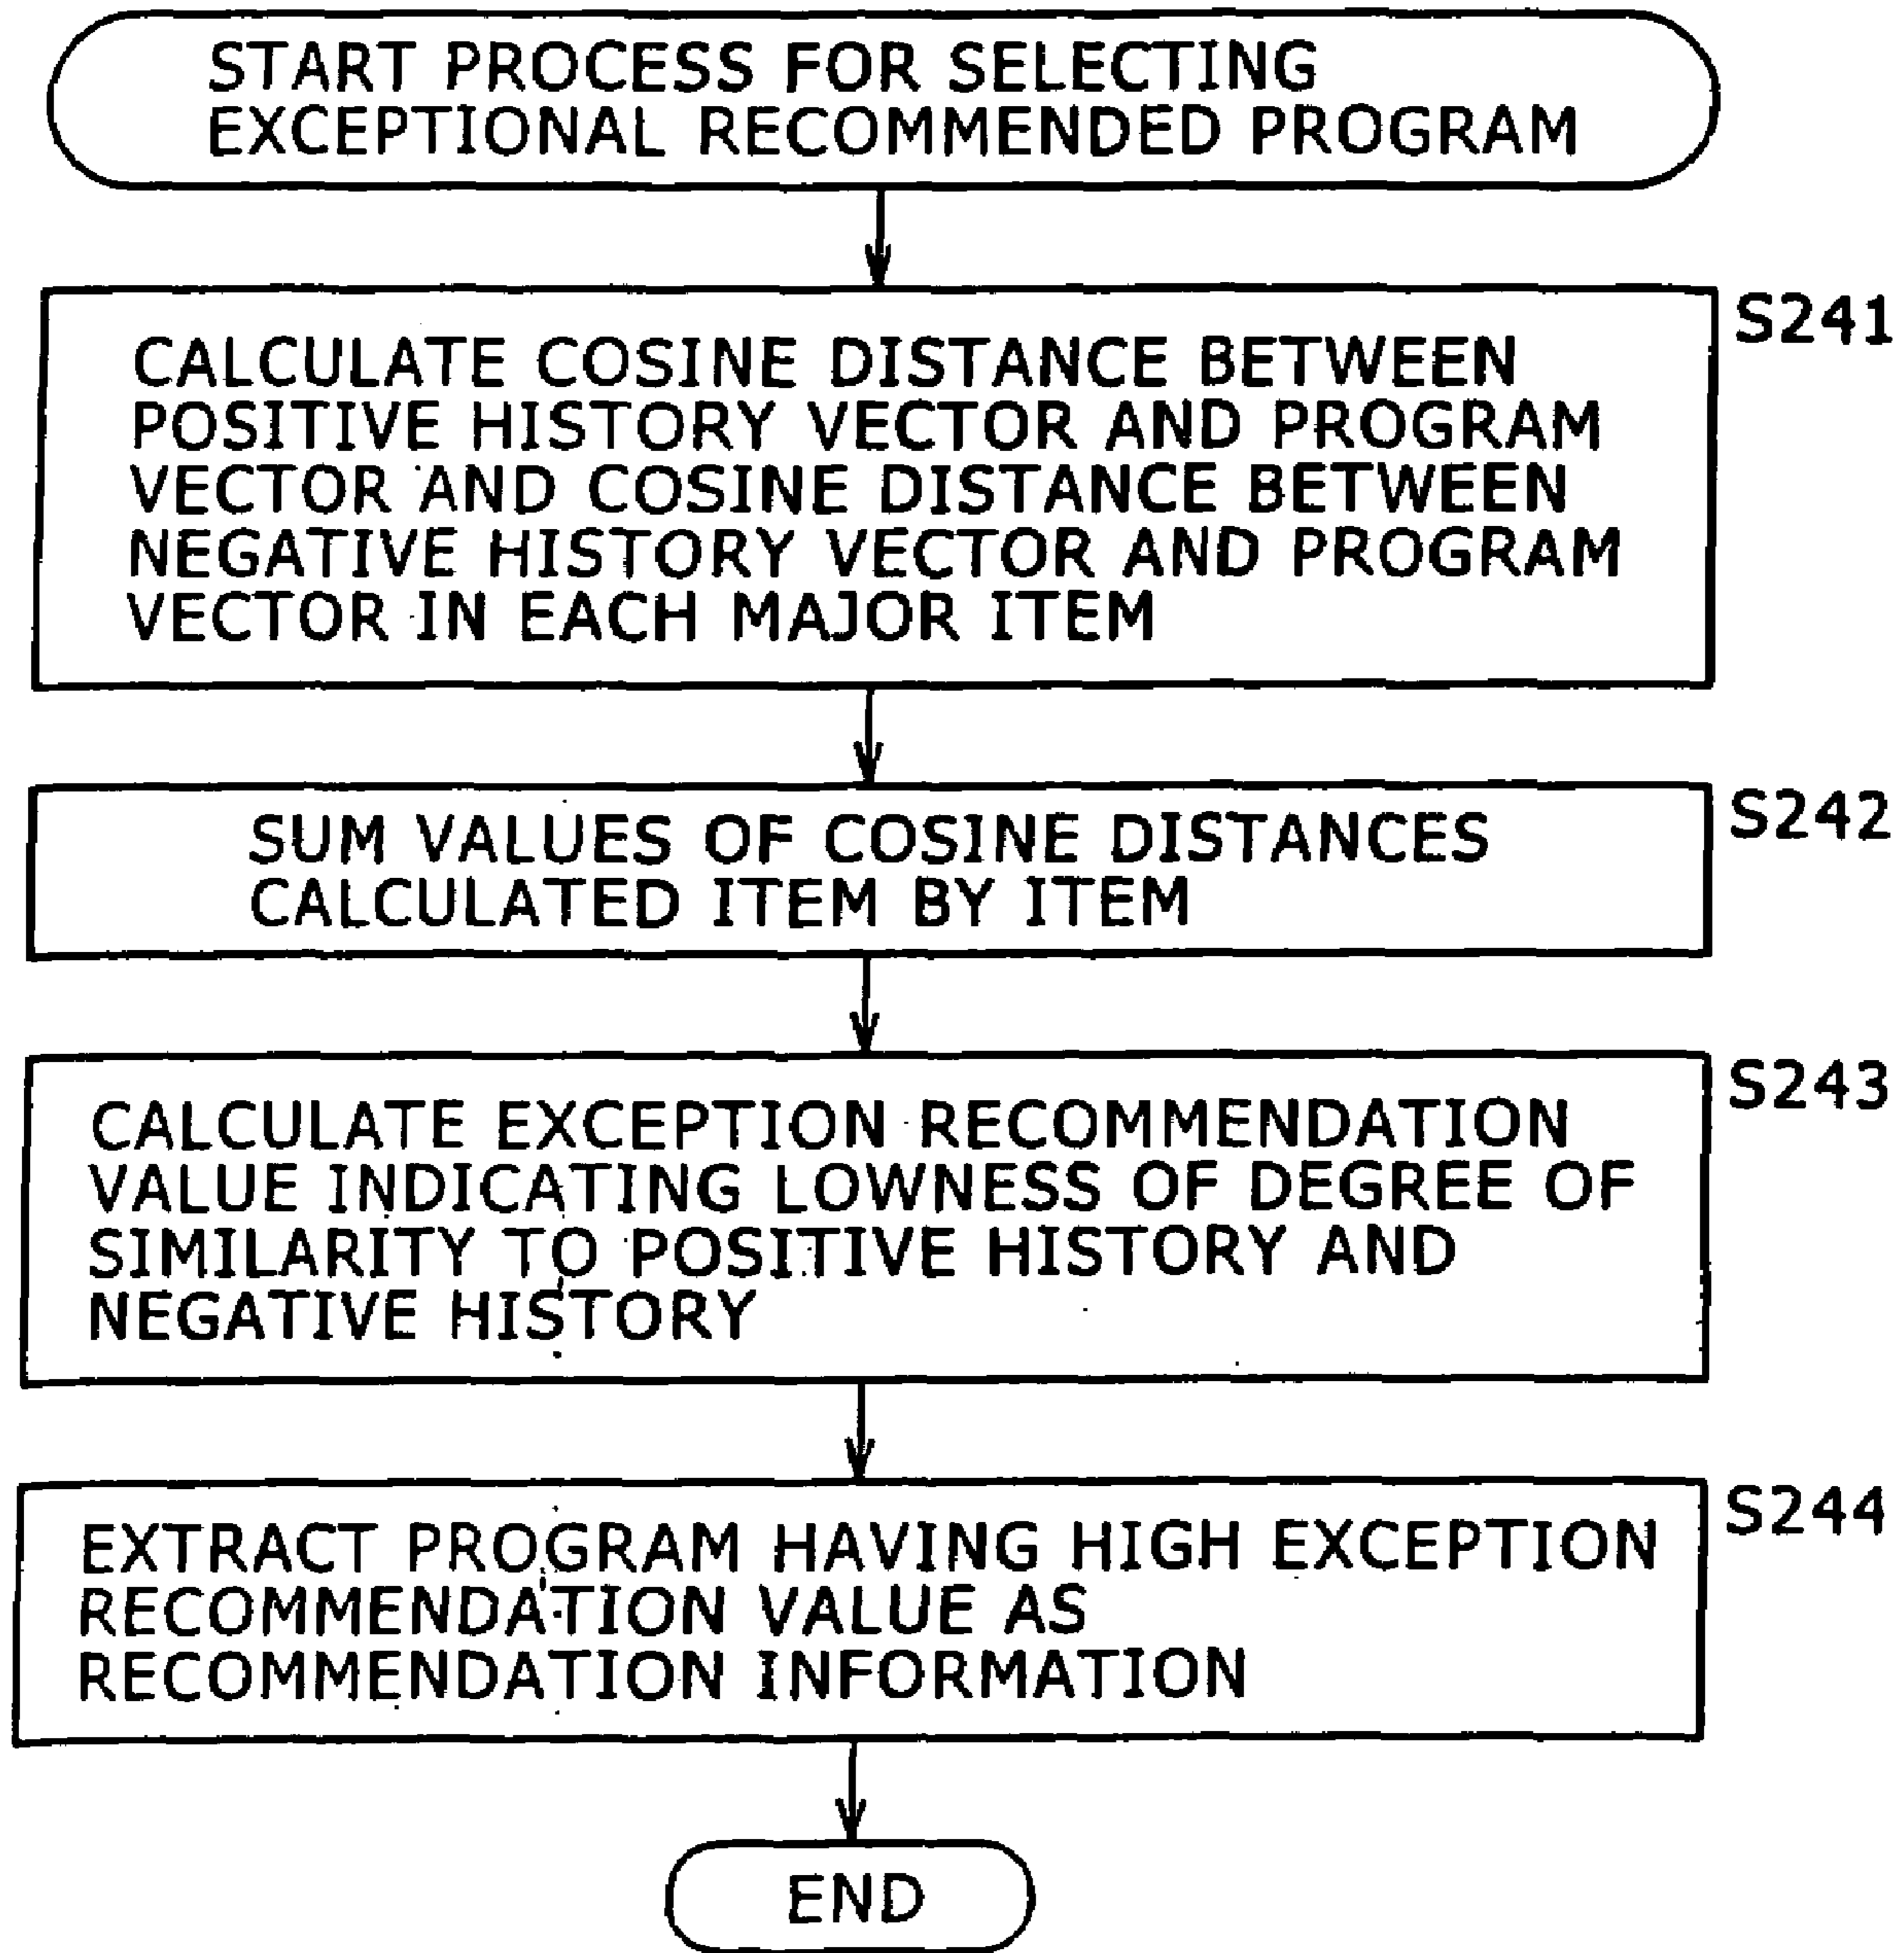 START PROCESS FOR SELECTING
EXCEPTIONAL RECOMMENDED PROGRAM
S241
CALCULATE COSINE DISTANCE BETWEEN
POSITIVE HISTORY VECTOR AND PROGRAM
VECTOR AND COSINE DISTANCE BETWEEN
NEGATIVE HISTORY VECTOR AND PROGRAM
VECTOR IN EACH MAJOR ITEM
S242
SUM VALUES OF COSINE DISTANCES
CALCULATED ITEM BY ITEM
S243
CALCULATE EXCEPTION RECOMMENDATION
VALUE INDICATING LOWNESS OF DEGREE OF
SIMILARITY TO POSITIVE HISTORY AND
NEGATIVE HISTORY
S244
EXTRACT PROGRAM HAVING HIGH EXCEPTION
RECOMMENDATION VALUE AS
RECOMMENDATION INFORMATION
END